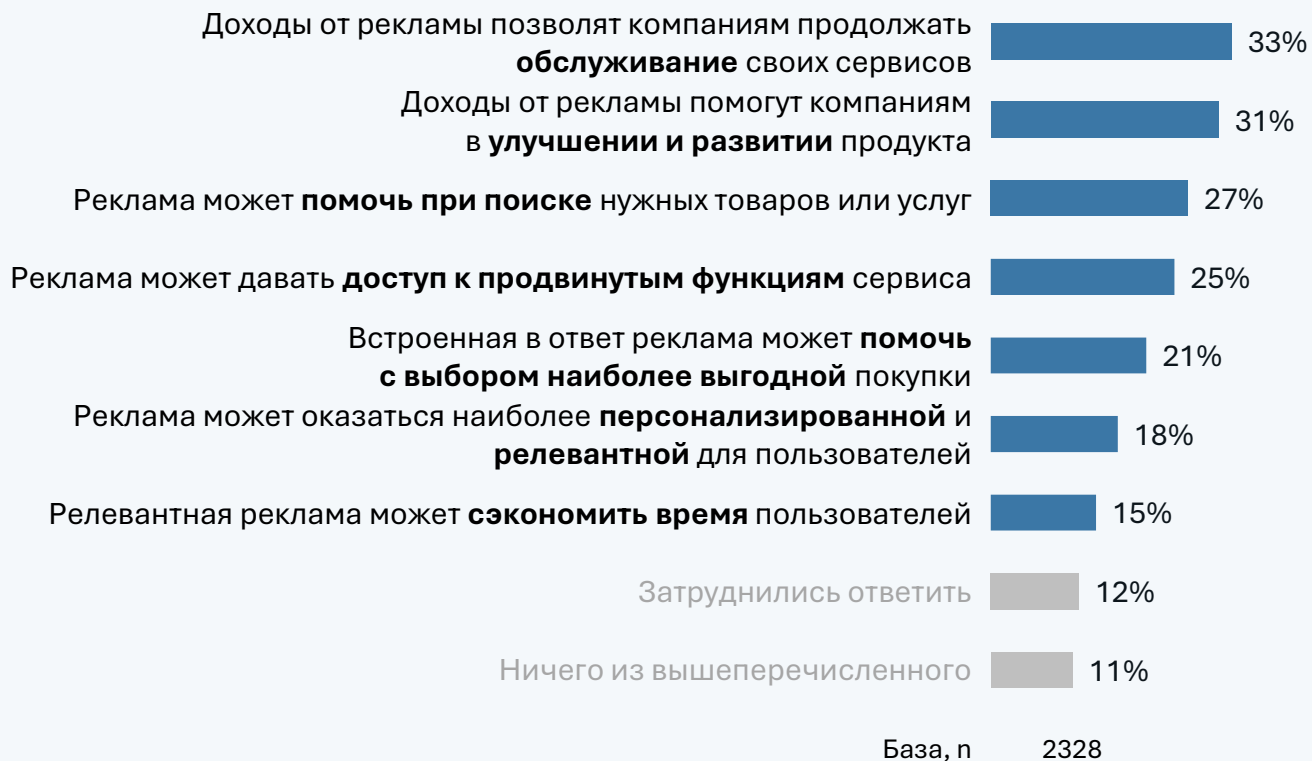 Доходы от рекламы позволят компаниям продолжать
обслуживание своих сервисов
33%
Доходы от рекламы помогут компаниям
в улучшении и развитии продукта
31%
Реклама может помочь при поиске нужных товаров или услуг
27%
Реклама может давать доступ к продвинутым функциям сервиса
25%
Встроенная в ответ реклама может помочь
с выбором наиболее выгодной покупки
21%
Реклама может оказаться наиболее персонализированной и
релевантной для пользователей
18%
Релевантная реклама может сэкономить время пользователей
15%
Затруднились ответить
12%
Ничего из вышеперечисленного
11%
База, n 2328